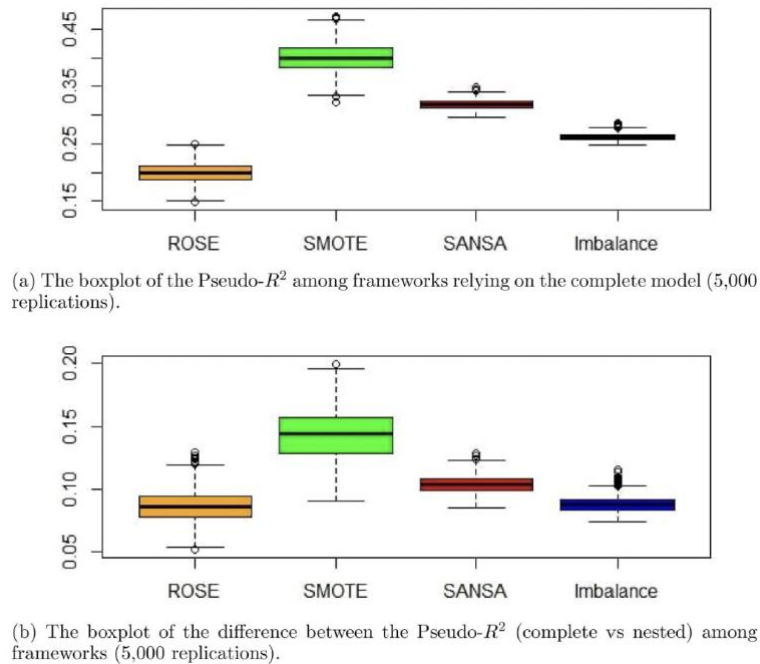 0.45
0.35
0.25
0.15
ROSE SMOTE SANSA Imbalance
(a) The boxplot of the Pseudo-R² among frameworks relying on the complete model (5,000
replications).
0.20
0.15
0.10
0.05
ROSE SMOTE SANSA Imbalance
(b) The boxplot of the difference between the Pseudo-R² (complete vs nested) among
frameworks (5,000 replications).